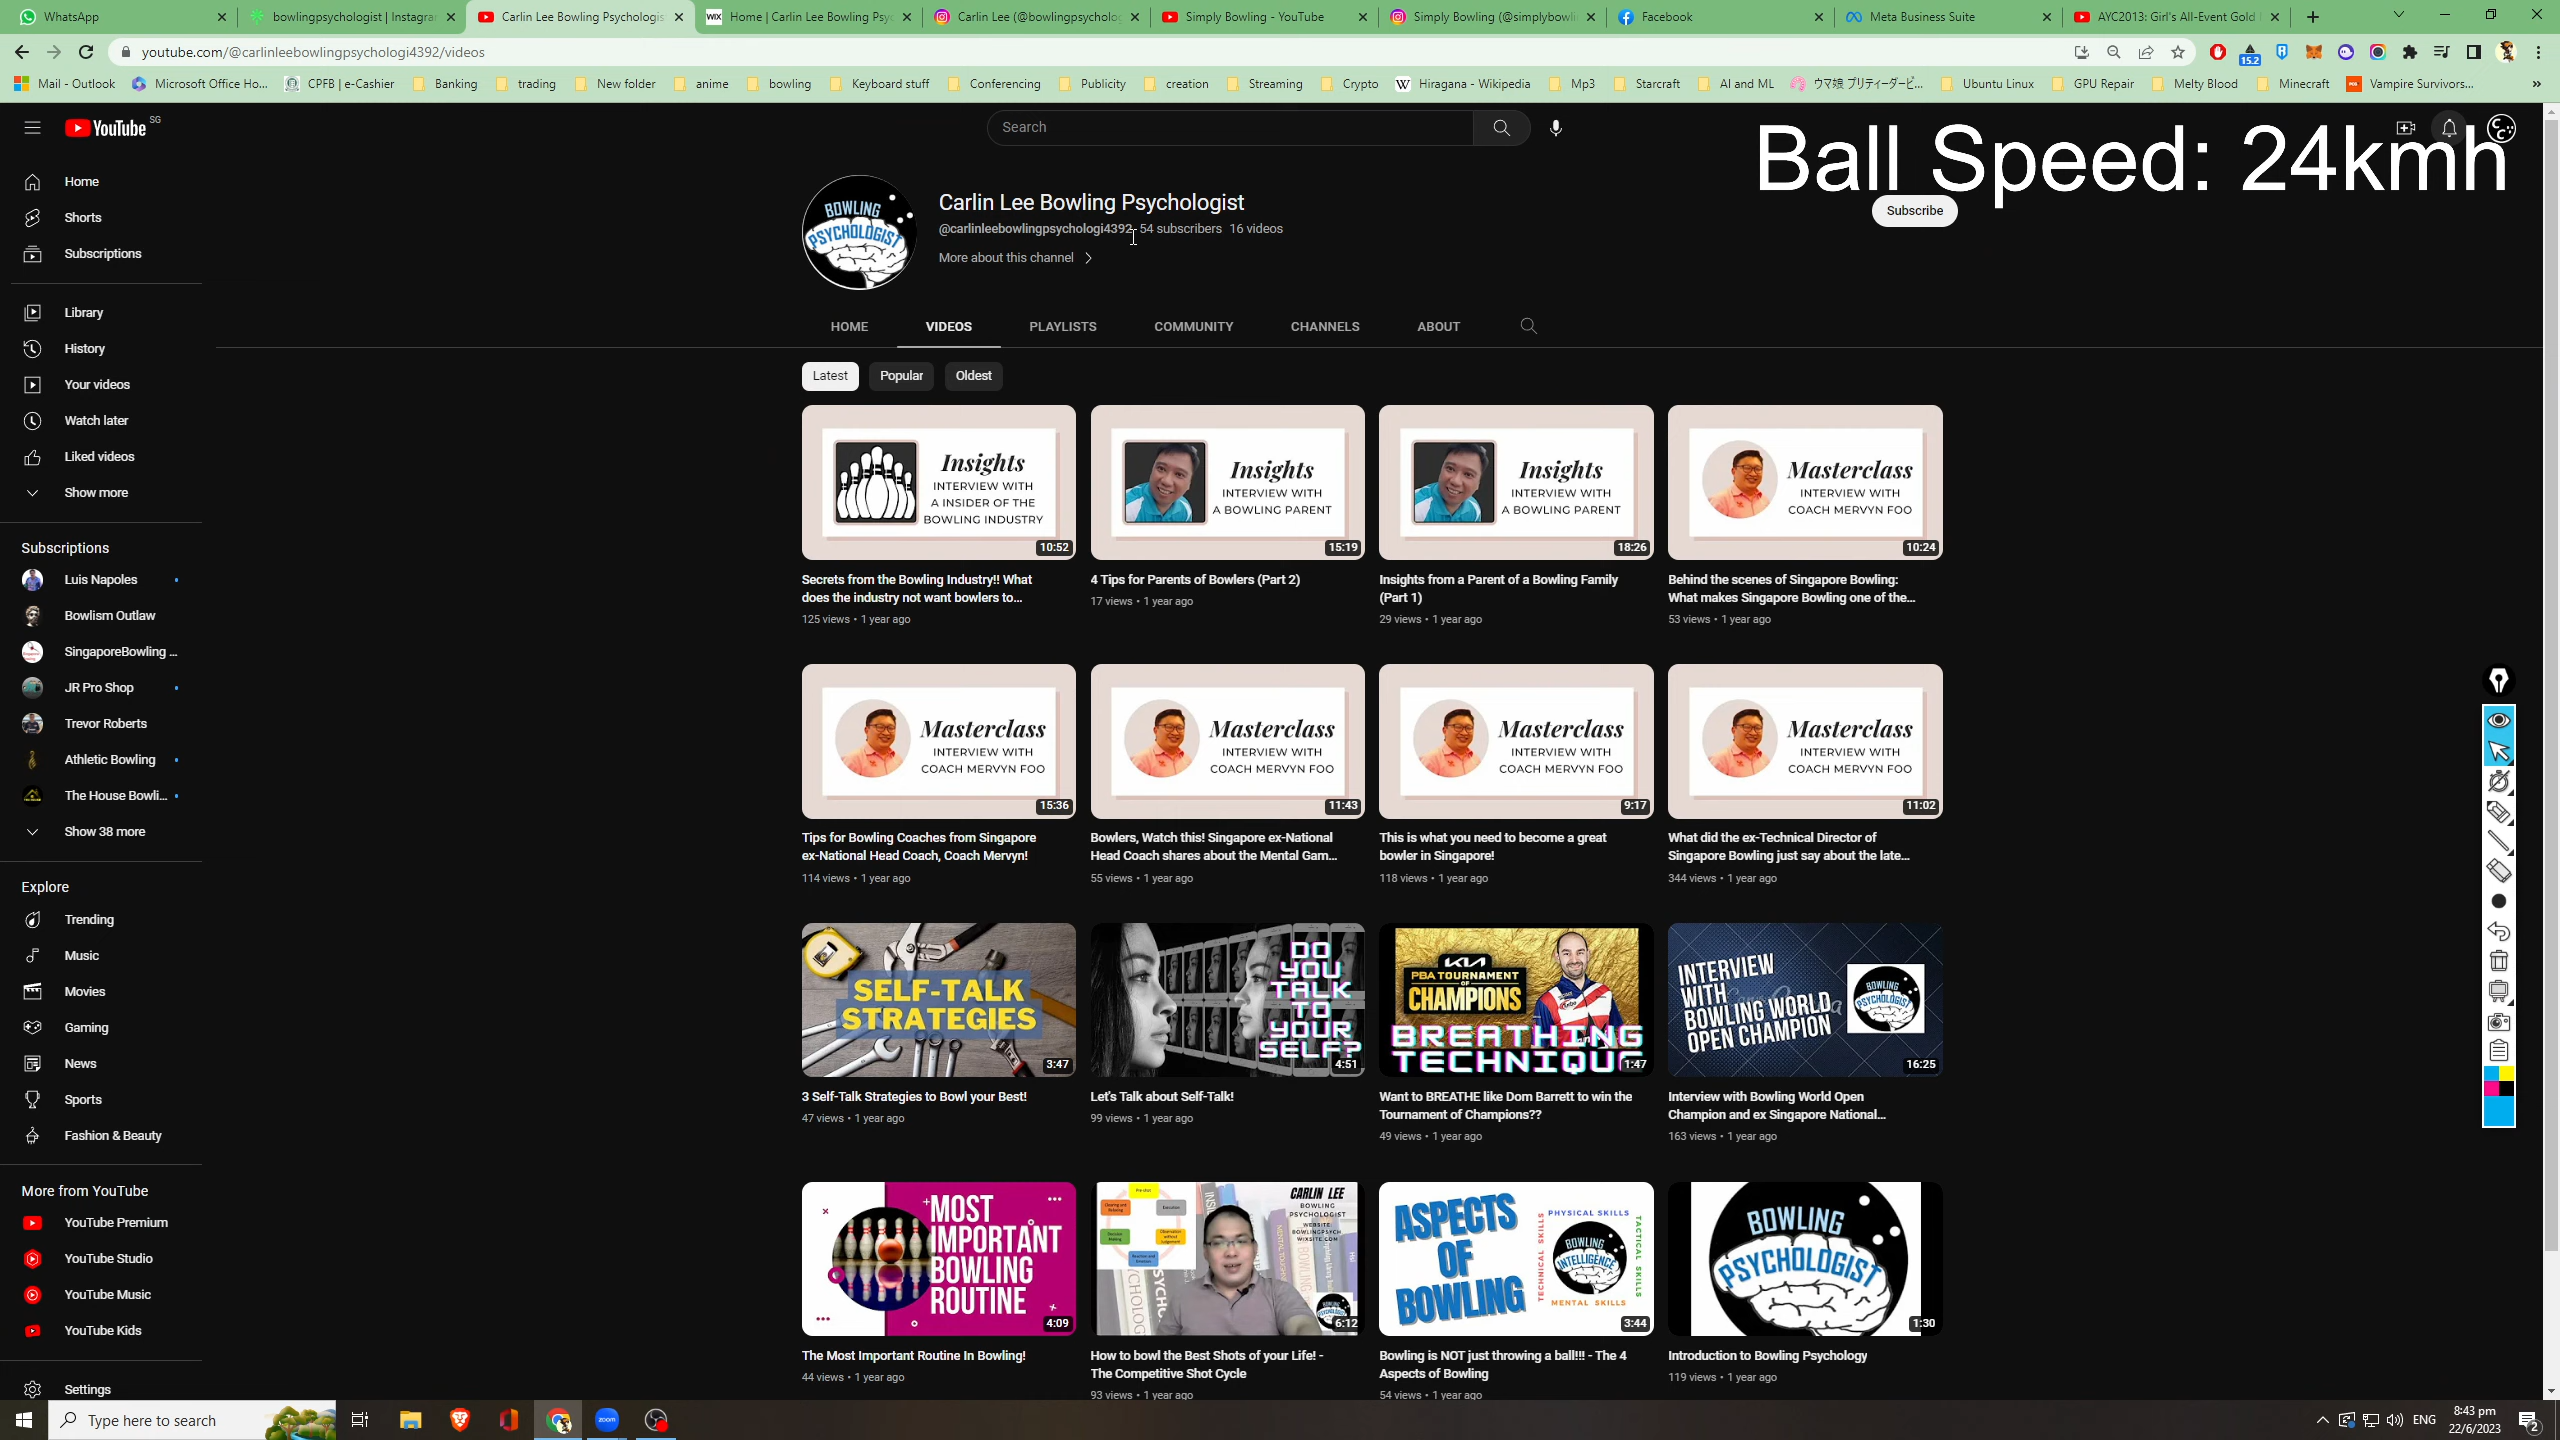 WhatsApp
bowlingpsychologist | Instagra
Carlin Lee Bowling Psychologis
Home | Carlin Lee Bowling Psyc
Carlin Lee (@bowlingpsycholog
Simply Bowling - YouTube
Simply Bowling (@simplybowli
Facebook
Meta Business Suite
AYC2013: Girl's All-Event Gold
youtube.com/@carlinleebowlingpsychologi4392/videos
15.2
Mail - Outlook
Microsoft Office Ho...
CPFB | e-Cashier
Banking
trading
New folder
anime
bowling
Keyboard stuff
Conferencing
Publicity
creation
Streaming
Crypto
Hiragana - Wikipedia
Mp3
Starcraft
AI and ML
ウマ娘 プリティーダービ...
Ubuntu Linux
GPU Repair
Melty Blood
Minecraft
Vampire Survivors...
YouTube SG
Search
Ball Speed: 24kmh
Home
Shorts
Subscriptions
Library
History
Your videos
Watch later
Liked videos
Show more
Subscriptions
Luis Napoles
Bowlism Outlaw
SingaporeBowling ...
JR Pro Shop
Trevor Roberts
Athletic Bowling
The House Bowli...
Show 38 more
Explore
Trending
Music
Movies
Gaming
News
Sports
Fashion & Beauty
More from YouTube
YouTube Premium
YouTube Studio
YouTube Music
YouTube Kids
Settings
BOWLING
PSYCHOLOGIST
Carlin Lee Bowling Psychologist
@carlinleebowlingpsychologi4392 54 subscribers 16 videos
More about this channel
Subscribe
HOME
VIDEOS
PLAYLISTS
COMMUNITY
CHANNELS
ABOUT
Latest
Popular
Oldest
Insights
INTERVIEW WITH
A INSIDER OF THE
BOWLING INDUSTRY
10:52
Secrets from the Bowling Industry!! What
does the industry not want bowlers to...
125 views • 1 year ago
Insights
INTERVIEW WITH
A BOWLING PARENT
15:19
4 Tips for Parents of Bowlers (Part 2)
17 views • 1 year ago
Insights
INTERVIEW WITH
A BOWLING PARENT
18:26
Insights from a Parent of a Bowling Family
(Part 1)
29 views • 1 year ago
Masterclass
INTERVIEW WITH
COACH MERVYN FOO
10:24
Behind the scenes of Singapore Bowling:
What makes Singapore Bowling one of the...
53 views • 1 year ago
Masterclass
INTERVIEW WITH
COACH MERVYN FOO
15:36
Tips for Bowling Coaches from Singapore
ex-National Head Coach, Coach Mervyn!
114 views • 1 year ago
Masterclass
INTERVIEW WITH
COACH MERVYN FOO
11:43
Bowlers, Watch this! Singapore ex-National
Head Coach shares about the Mental Gam...
55 views • 1 year ago
Masterclass
INTERVIEW WITH
COACH MERVYN FOO
9:17
This is what you need to become a great
bowler in Singapore!
118 views • 1 year ago
Masterclass
INTERVIEW WITH
COACH MERVYN FOO
11:02
What did the ex-Technical Director of
Singapore Bowling just say about the late...
344 views • 1 year ago
SELF-TALK
STRATEGIES
3:47
3 Self-Talk Strategies to Bowl your Best!
47 views • 1 year ago
DO
YOU
TALK
TO
YOUR
SELF?
4:51
Let's Talk about Self-Talk!
99 views • 1 year ago
KIA
PBA TOURNAMENT
OF
CHAMPIONS
BREATHING
TECHNIQUE
1:47
Want to BREATHE like Dom Barrett to win the
Tournament of Champions??
49 views • 1 year ago
INTERVIEW
WITH
BOWLING WORLD
OPEN CHAMPION
BOWLING
PSYCHOLOGIST
16:25
Interview with Bowling World Open
Champion and ex Singapore National...
163 views • 1 year ago
MOST
IMPORTANT
BOWLING
ROUTINE
4:09
The Most Important Routine In Bowling!
44 views • 1 year ago
CARLIN LEE
BOWLING
PSYCHOLOGIST
WEBSITE:
6:12
How to bowl the Best Shots of your Life! -
The Competitive Shot Cycle
93 views • 1 year ago
ASPECTS
OF
BOWLING
PHYSICAL SKILLS
TECHNICAL SKILLS
TACTICAL SKILLS
MENTAL SKILLS
BOWLING
INTELLIGENCE
3:44
Bowling is NOT just throwing a ball!!! - The 4
Aspects of Bowling
54 views • 1 year ago
BOWLING
PSYCHOLOGIST
1:30
Introduction to Bowling Psychology
119 views • 1 year ago
Type here to search
zoom
ENG
8:43 pm
22/6/2023
2